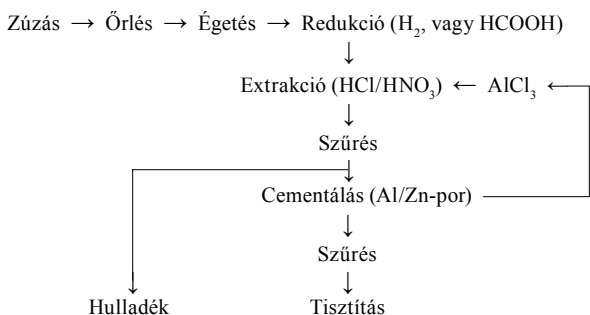 Zúzás → Őrlés → Égetés → Redukció (H₂, vagy HCOOH)
Extrakció (HCl/HNO₃) ← AlCl₃
Szűrés
Cementálás (Al/Zn-por)
Szűrés
Hulladék Tisztítás